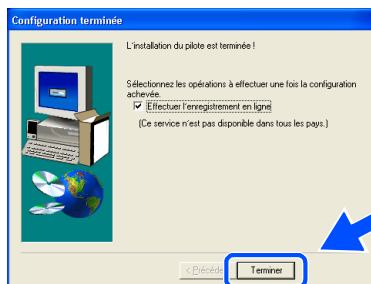 Configuration terminée
L'installation du pilote est terminée !
Sélectionnez les opérations à effectuer une fois la configuration
achevée.
Effectuer l'enregistrement en ligne
(Ce service n'est pas disponible dans tous les pays.)
< Précéde Terminer